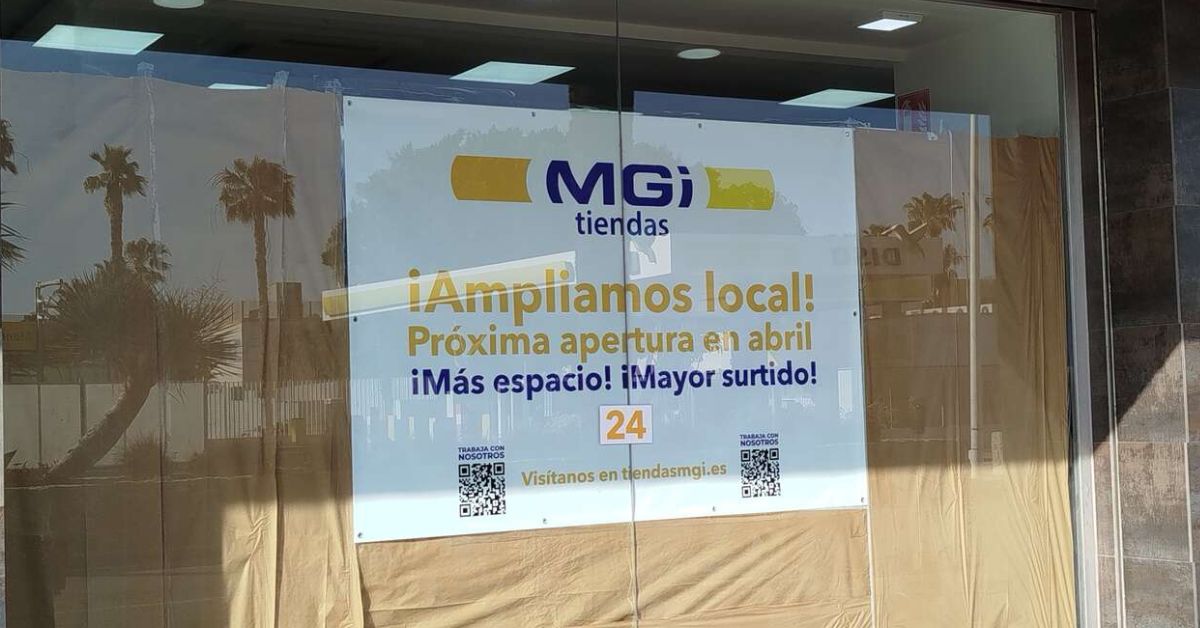 MGi
tiendas
¡Ampliamos local!
Próxima apertura en abril
¡Más espacio! ¡Mayor surtido!
24
TRABAJA CON
NOSOTROS
TRABAJA CON
NOSOTROS
Visítanos en tiendasmgi.es